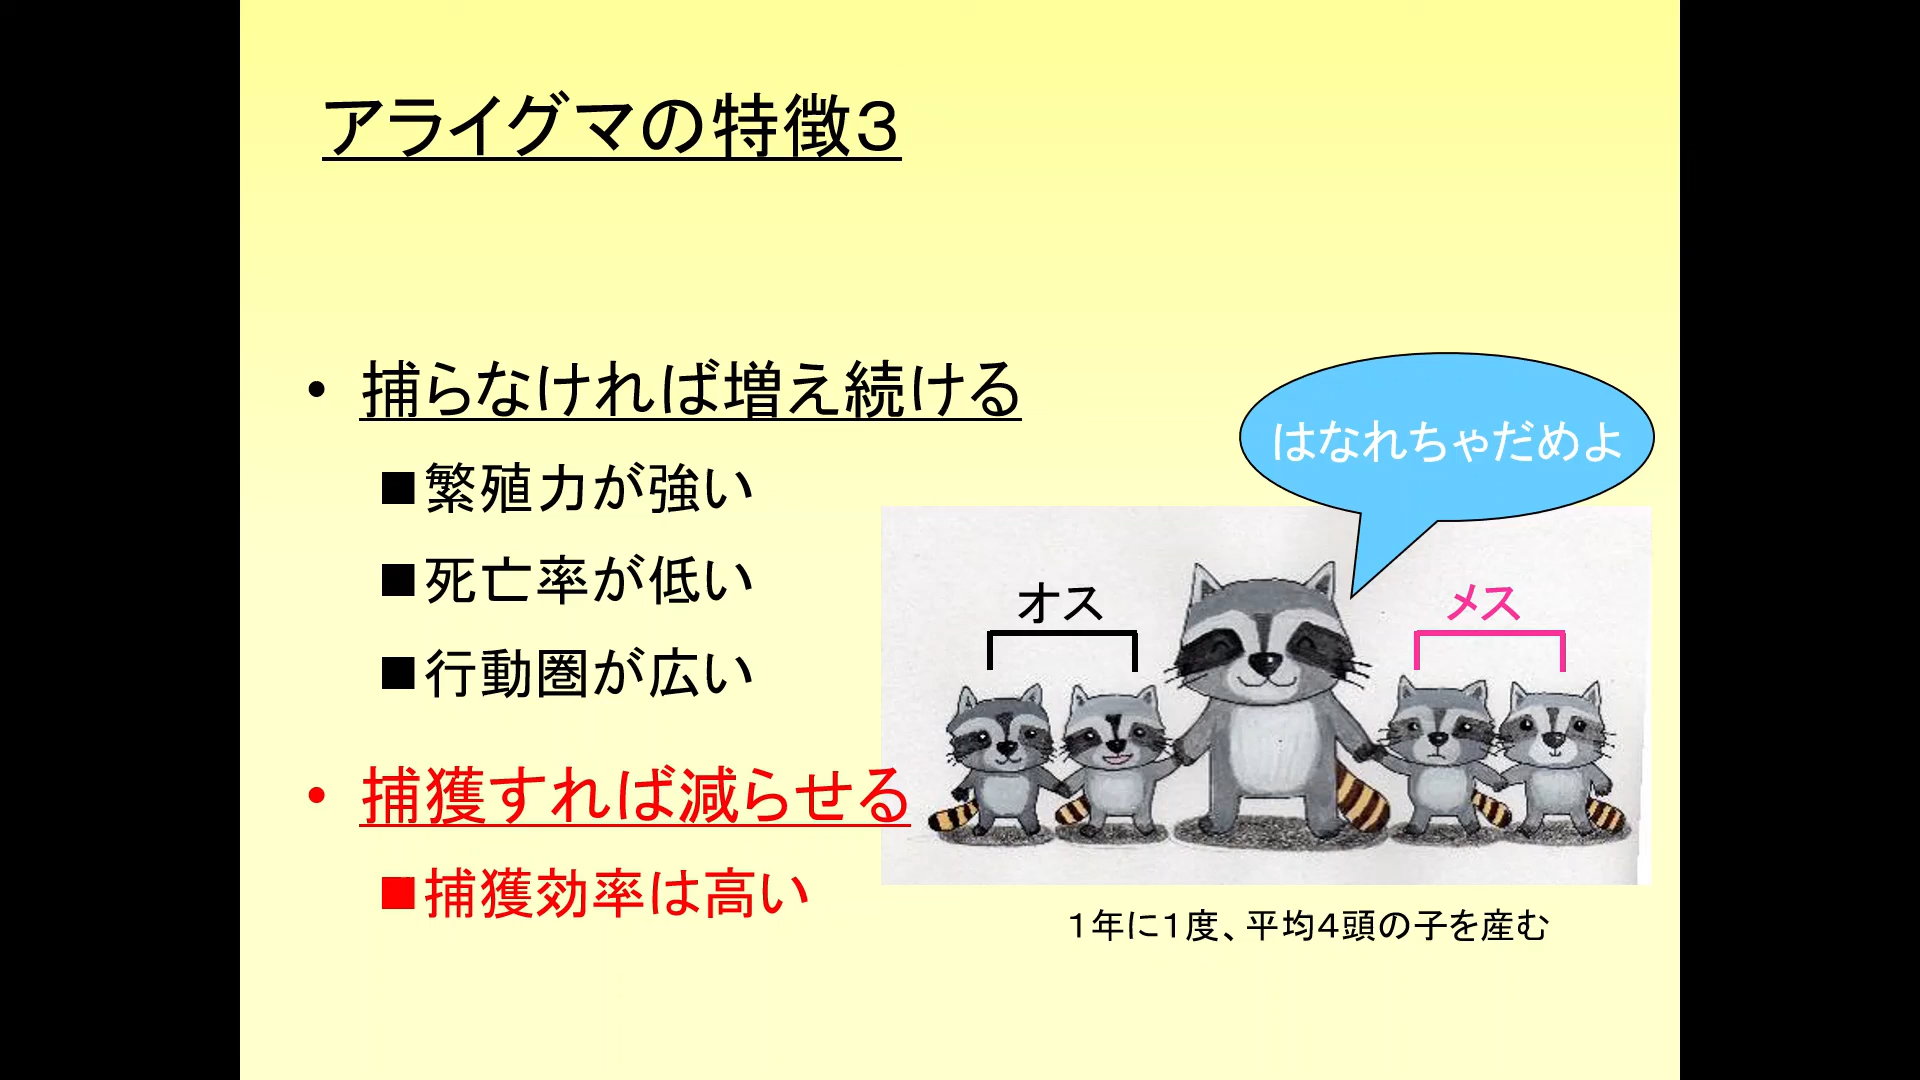 アライグマの特徴３
• 捕らなければ増え続ける
■繁殖力が強い
■死亡率が低い
■行動圏が広い
• 捕獲すれば減らせる
■捕獲効率は高い
はなれちゃだめよ
オス
メス
１年に１度、平均４頭の子を産む